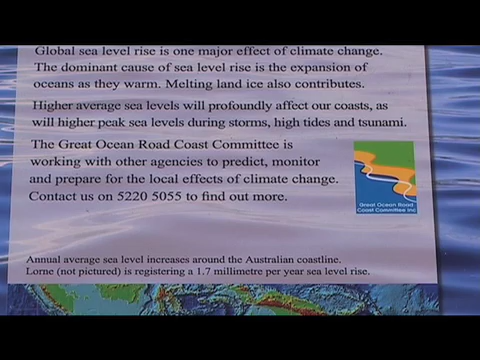 Global sea level rise is one major effect of climate change.
The dominant cause of sea level rise is the expansion of
oceans as they warm. Melting land ice also contributes.
Higher average sea levels will profoundly affect our coasts, as
will higher peak sea levels during storms, high tides and tsunami.
The Great Ocean Road Coast Committee is
working with other agencies to predict, monitor
and prepare for the local effects of climate change.
Contact us on 5220 5055 to find out more.
Great Ocean Road
Coast Committee Inc
Annual average sea level increases around the Australian coastline.
Lorne (not pictured) is registering a 1.7 millimetre per year sea level rise.